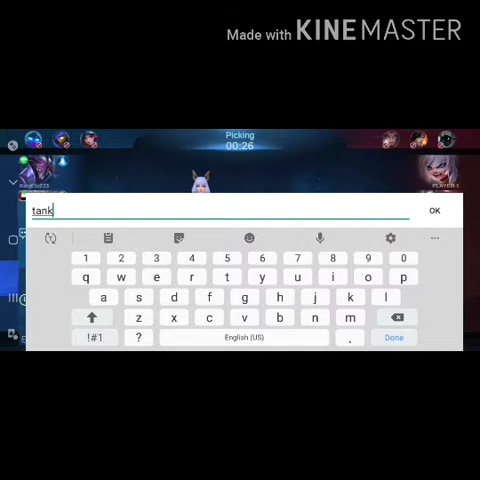 Made with KINEMASTER
Picking
00:26
PLAYER 1
tank
OK
1 2 3 4 5 6 7 8 9 0
q w e r t y u i o p
a s d f g h j k l
z x c v b n m
!#1 ? English (US) . Done